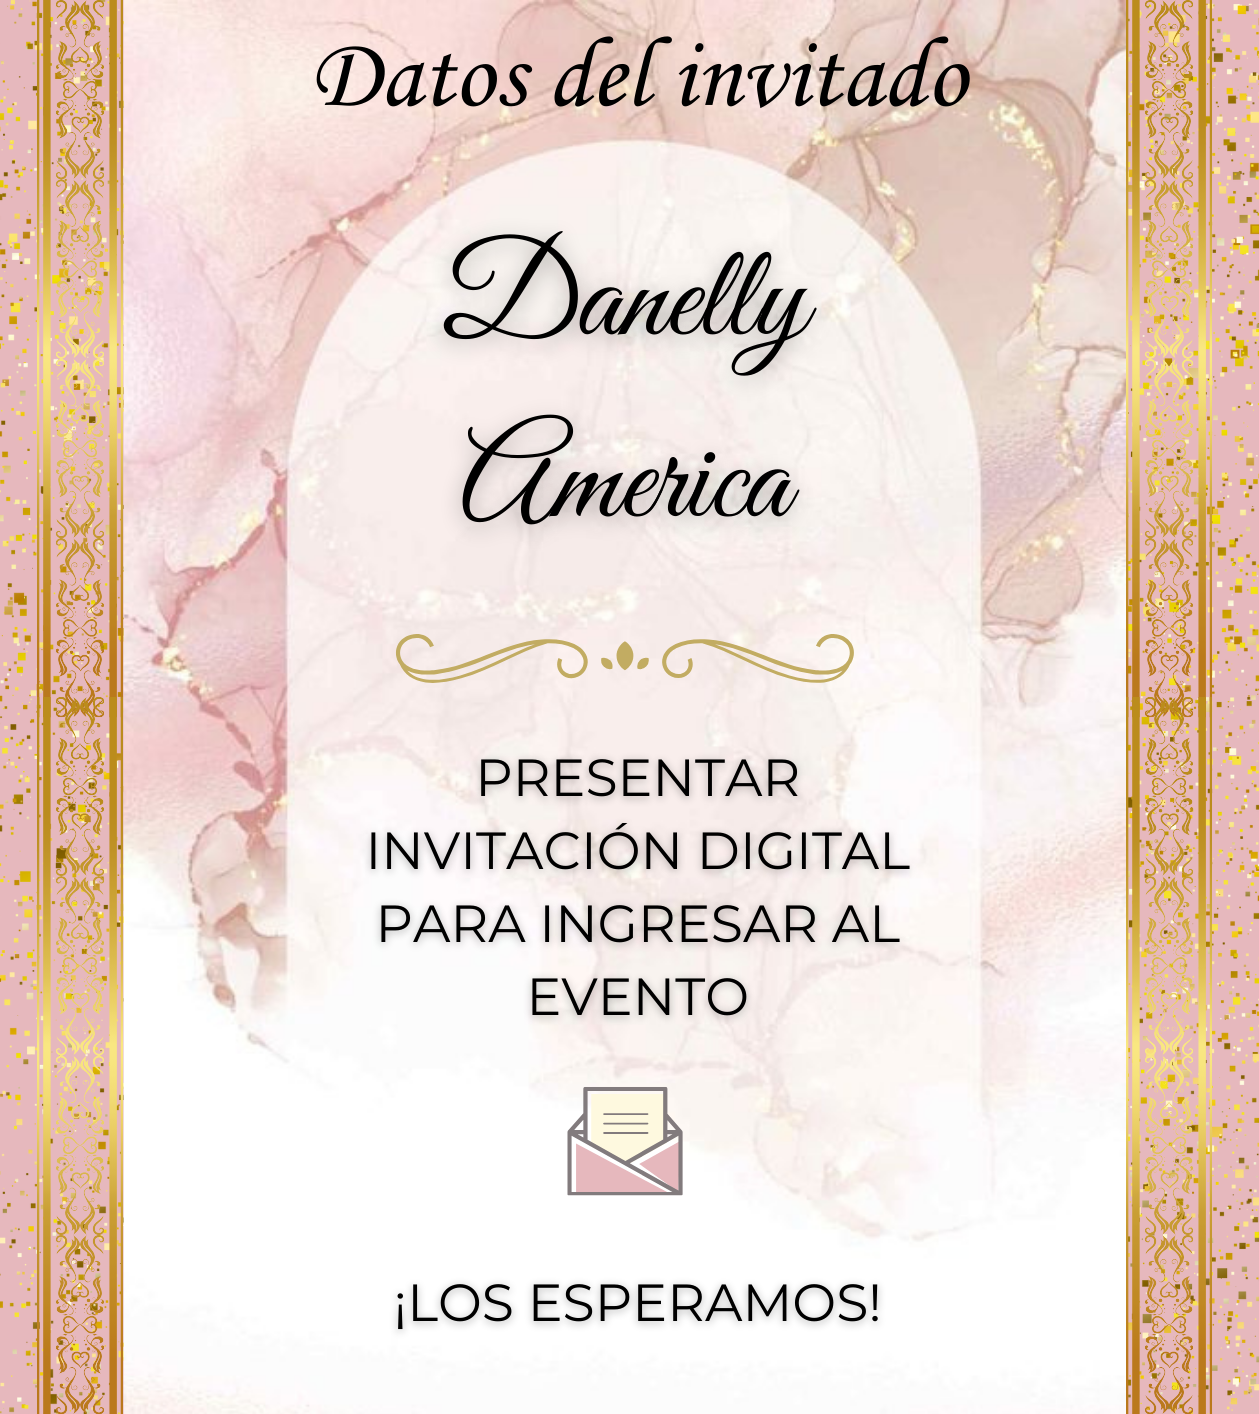 Datos del invitado
Danelly
America
PRESENTAR
INVITACIÓN DIGITAL
PARA INGRESAR AL
EVENTO
¡LOS ESPERAMOS!